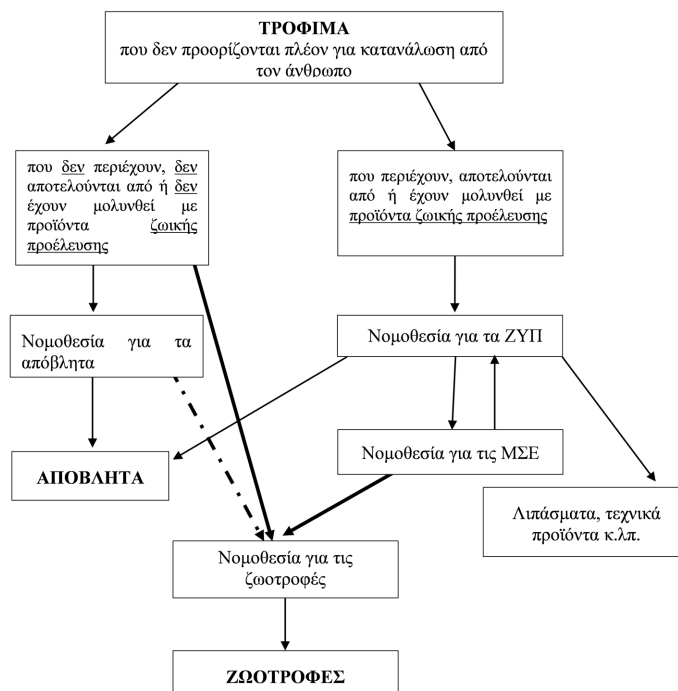 ΤΡΟΦΙΜΑ
που δεν προορίζονται πλέον για κατανάλωση από
τον άνθρωπο
που δεν περιέχουν, δεν
αποτελούνται από ή δεν
έχουν μολυνθεί με
προϊόντα ζωικής
προέλευσης
που περιέχουν, αποτελούνται
από ή έχουν μολυνθεί με
προϊόντα ζωικής προέλευσης
Νομοθεσία για τα
απόβλητα
Νομοθεσία για τα ΖΥΠ
ΑΠΟΒΛΗΤΑ
Νομοθεσία για τις ΜΣΕ
Λιπάσματα, τεχνικά
προϊόντα κ.λπ.
Νομοθεσία για τις
ζωοτροφές
ΖΩΟΤΡΟΦΕΣ